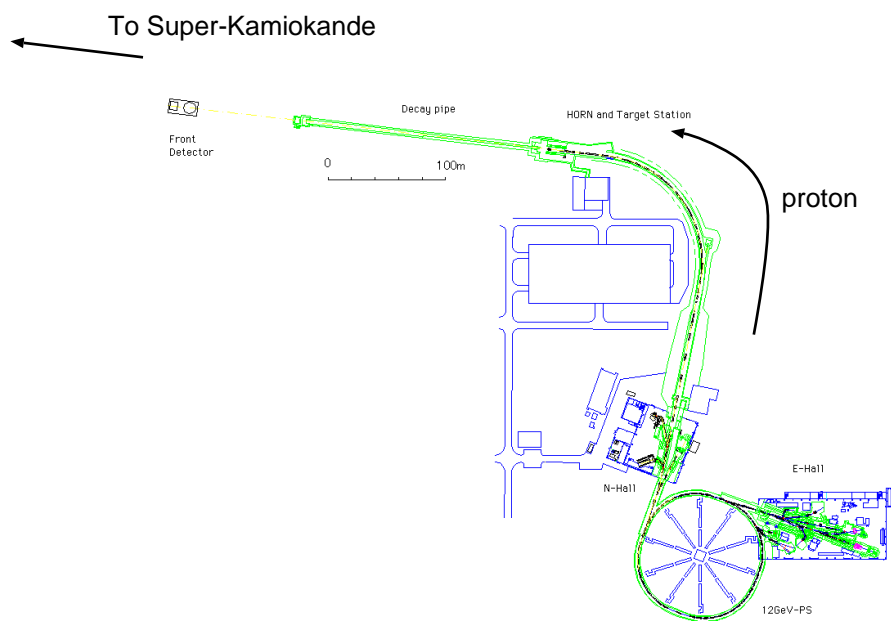 To Super-Kamiokande
Decay pipe
HORN and Target Station
Front
Detector
0
100m
proton
E-Hall
N-Hall
12GeV-PS